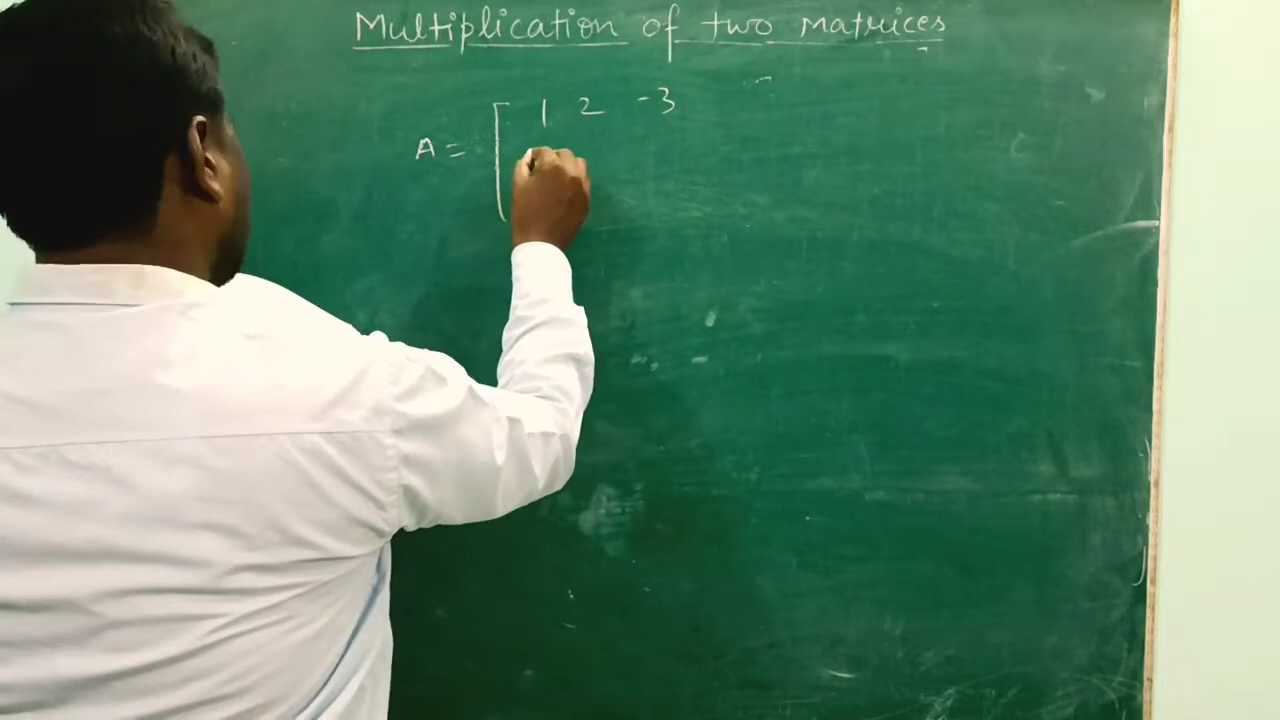 Multiplication of two matrices
A = [ 1 2 -3